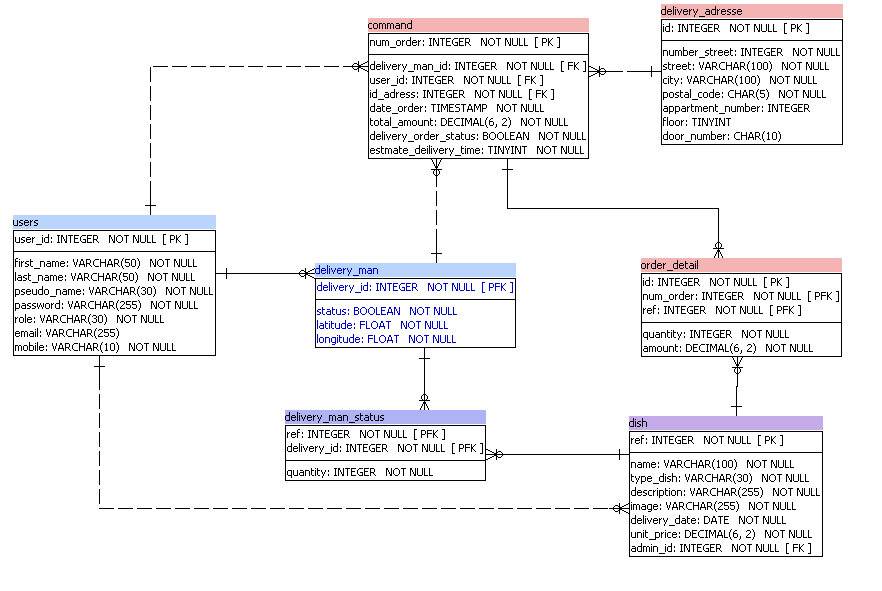 command
num_order: INTEGER NOT NULL [ PK ]
delivery_man_id: INTEGER NOT NULL [ FK ]
user_id: INTEGER NOT NULL [ FK ]
id_adress: INTEGER NOT NULL [ FK ]
date_order: TIMESTAMP NOT NULL
total_amount: DECIMAL(6, 2) NOT NULL
delivery_order_status: BOOLEAN NOT NULL
estmate_deilivery_time: TINYINT NOT NULL
delivery_adresse
id: INTEGER NOT NULL [ PK ]
number_street: INTEGER NOT NULL
street: VARCHAR(100) NOT NULL
city: VARCHAR(100) NOT NULL
postal_code: CHAR(5) NOT NULL
appartment_number: INTEGER
floor: TINYINT
door_number: CHAR(10)
users
user_id: INTEGER NOT NULL [ PK ]
first_name: VARCHAR(50) NOT NULL
last_name: VARCHAR(50) NOT NULL
pseudo_name: VARCHAR(30) NOT NULL
password: VARCHAR(255) NOT NULL
role: VARCHAR(30) NOT NULL
email: VARCHAR(255)
mobile: VARCHAR(10) NOT NULL
delivery_man
delivery_id: INTEGER NOT NULL [ PFK ]
status: BOOLEAN NOT NULL
latitude: FLOAT NOT NULL
longitude: FLOAT NOT NULL
order_detail
id: INTEGER NOT NULL [ PK ]
num_order: INTEGER NOT NULL [ PFK ]
ref: INTEGER NOT NULL [ PFK ]
quantity: INTEGER NOT NULL
amount: DECIMAL(6, 2) NOT NULL
delivery_man_status
ref: INTEGER NOT NULL [ PFK ]
delivery_id: INTEGER NOT NULL [ PFK ]
quantity: INTEGER NOT NULL
dish
ref: INTEGER NOT NULL [ PK ]
name: VARCHAR(100) NOT NULL
type_dish: VARCHAR(30) NOT NULL
description: VARCHAR(255) NOT NULL
image: VARCHAR(255) NOT NULL
delivery_date: DATE NOT NULL
unit_price: DECIMAL(6, 2) NOT NULL
admin_id: INTEGER NOT NULL [ FK ]